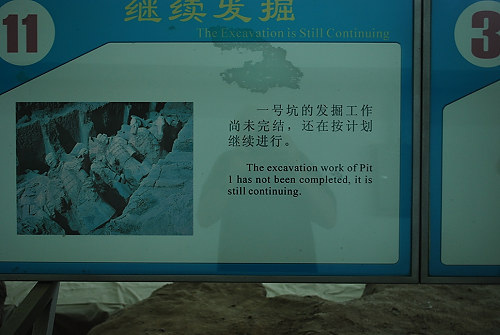 11
继续发掘
The Excavation is Still Continuing
一号坑的发掘工作
尚未完结，还在按计划
继续进行。
The excavation work of Pit
1 has not been completed, it is
still continuing.
3